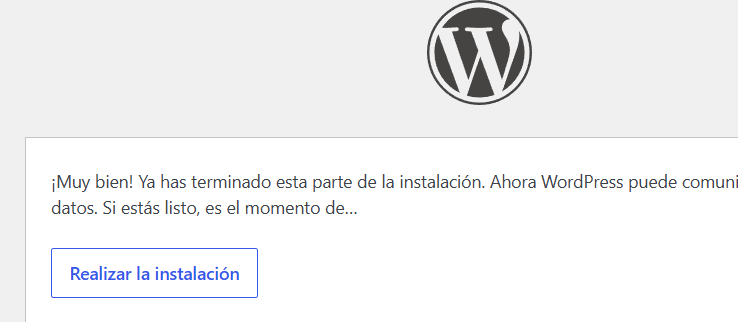 ¡Muy bien! Ya has terminado esta parte de la instalación. Ahora WordPress puede comuni
datos. Si estás listo, es el momento de…
Realizar la instalación